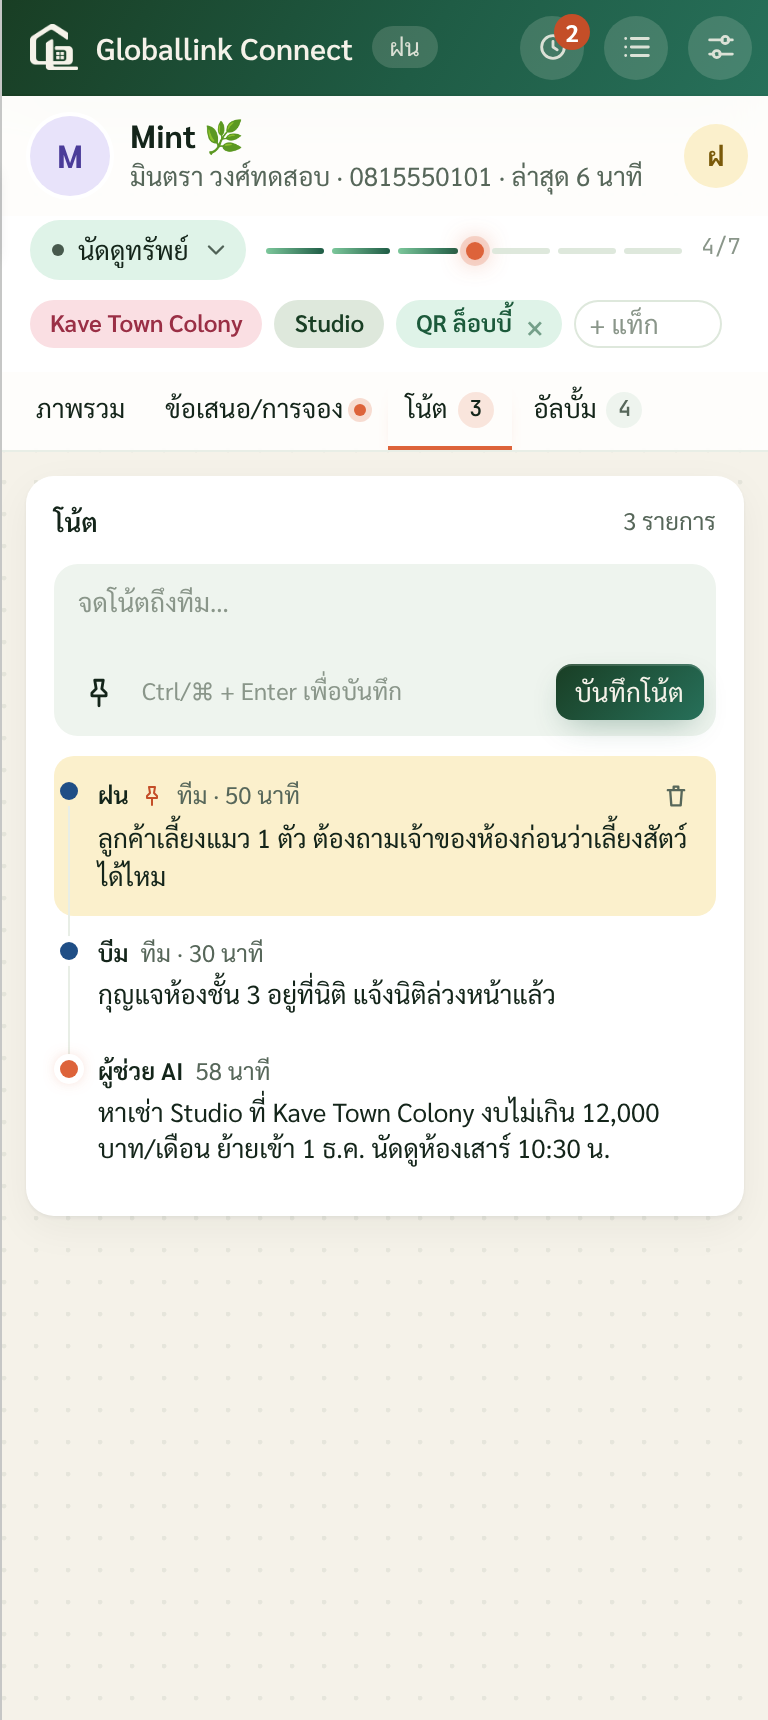 Globallink Connect
ฝน
2
M
Mint 🌿
มินตรา วงศ์ทดสอบ · 0815550101 · ล่าสุด 6 นาที
ฝ
นัดดูทรัพย์
4/7
Kave Town Colony
Studio
QR ล็อบบี้ ×
+ แท็ก
ภาพรวม
ข้อเสนอ/การจอง
โน้ต 3
อัลบั้ม 4
โน้ต
3 รายการ
จดโน้ตถึงทีม...
Ctrl/⌘ + Enter เพื่อบันทึก
บันทึกโน้ต
ฝน ทีม · 50 นาที
ลูกค้าเลี้ยงแมว 1 ตัว ต้องถามเจ้าของห้องก่อนว่าเลี้ยงสัตว์
ได้ไหม
บีม ทีม · 30 นาที
กุญแจห้องชั้น 3 อยู่ที่นิติ แจ้งนิติล่วงหน้าแล้ว
ผู้ช่วย AI 58 นาที
หาเช่า Studio ที่ Kave Town Colony งบไม่เกิน 12,000
บาท/เดือน ย้ายเข้า 1 ธ.ค. นัดดูห้องเสาร์ 10:30 น.